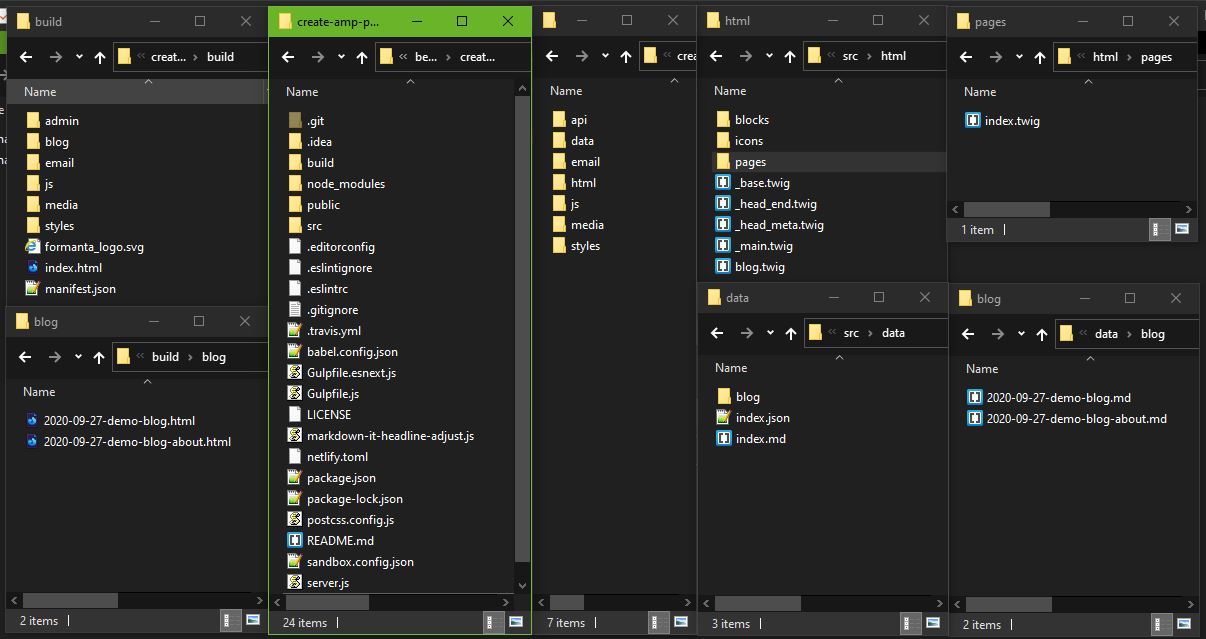 build
creat... build
Name
admin
blog
email
js
media
styles
formanta_logo.svg
index.html
manifest.json
blog
build blog
Name
2020-09-27-demo-blog.html
2020-09-27-demo-blog-about.html
2 items
create-amp-p...
be... creat...
Name
.git
.idea
build
node_modules
public
src
.editorconfig
.eslintignore
.eslintrc
.gitignore
.travis.yml
babel.config.json
Gulpfile.esnext.js
Gulpfile.js
LICENSE
markdown-it-headline-adjust.js
netlify.toml
package.json
package-lock.json
postcss.config.js
README.md
sandbox.config.json
server.js
24 items
crea
Name
api
data
email
html
js
media
styles
7 items
html
src html
Name
blocks
icons
pages
_base.twig
_head_end.twig
_head_meta.twig
_main.twig
blog.twig
data
src data
Name
blog
index.json
index.md
3 items
pages
html pages
Name
index.twig
1 item
blog
data blog
Name
2020-09-27-demo-blog.md
2020-09-27-demo-blog-about.md
2 items